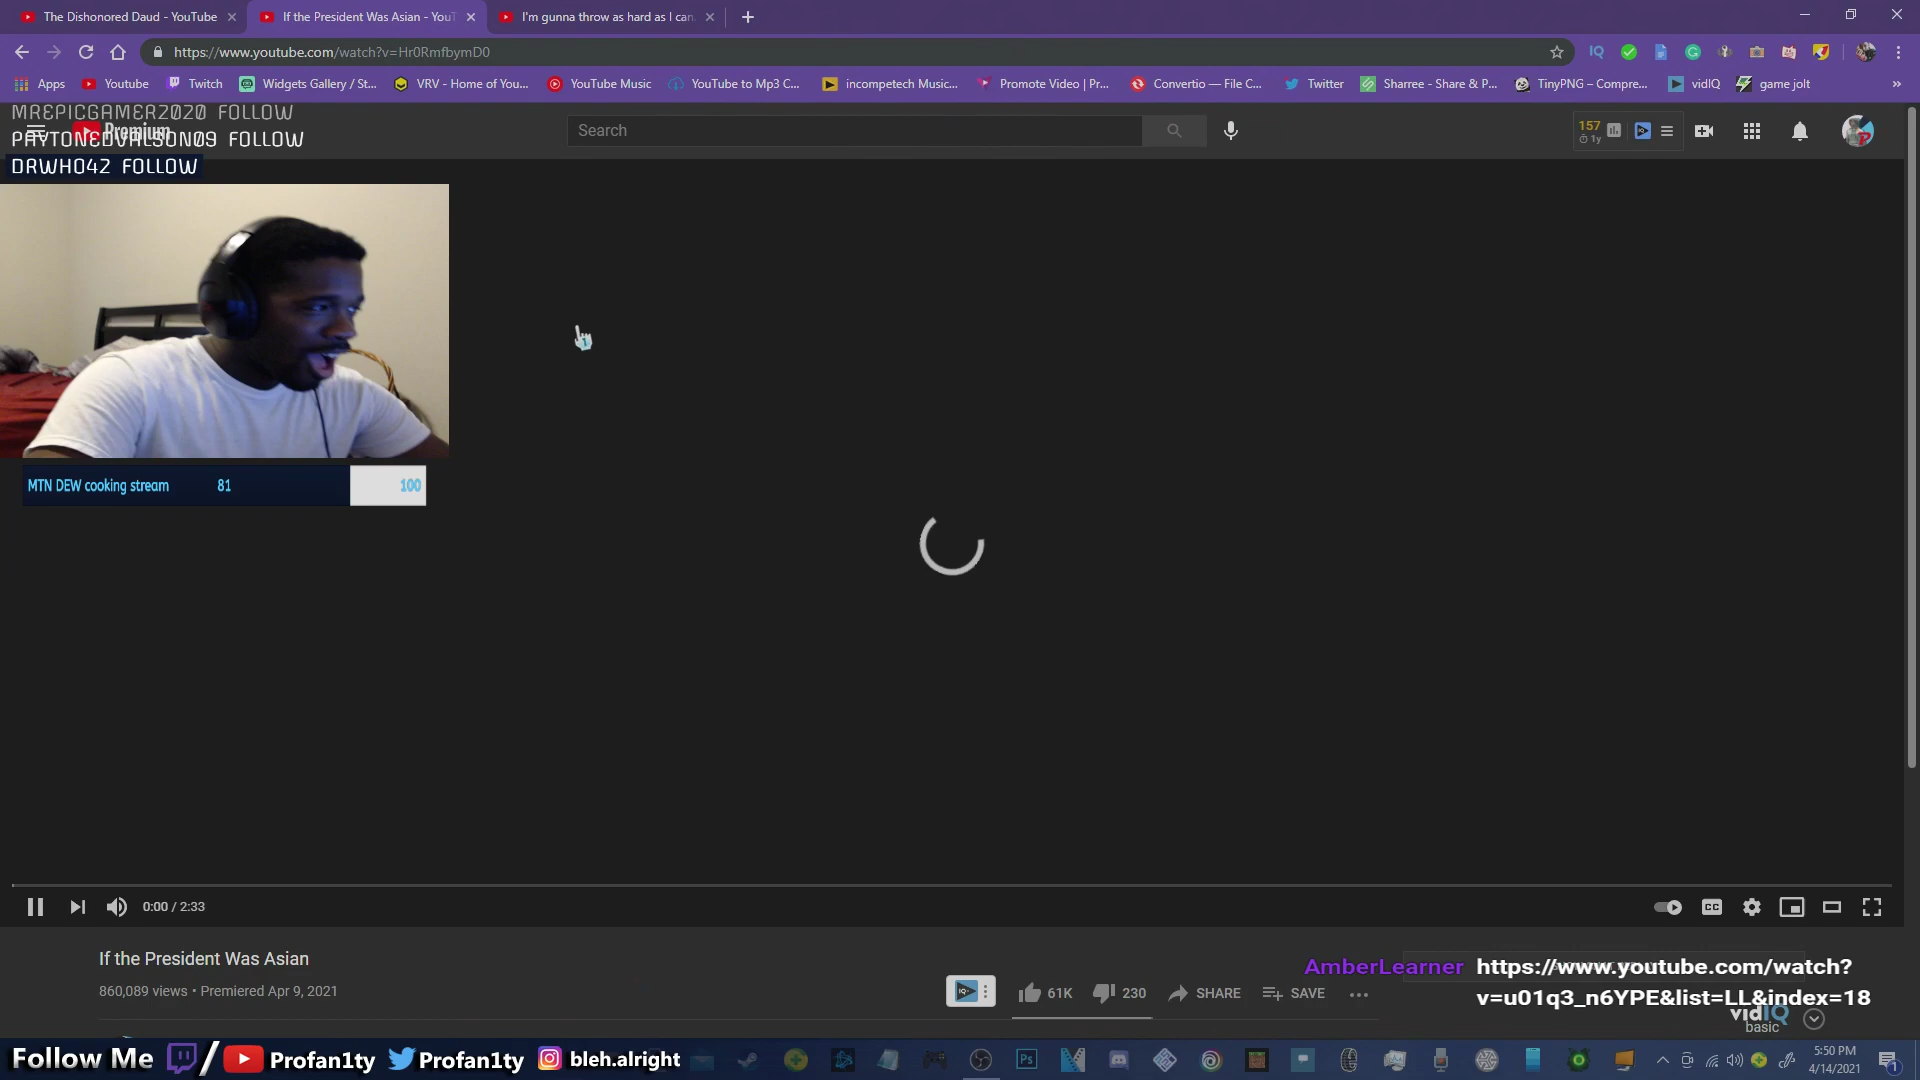 The Dishonored Daud - YouTube
If the President Was Asian - YouT
I'm gunna throw as hard as I can.
https://www.youtube.com/watch?v=Hr0RmfbymD0
Apps
Youtube
Twitch
Widgets Gallery / St...
VRV - Home of You...
YouTube Music
YouTube to Mp3 C...
incompetech Music...
Promote Video | Pr...
Convertio — File C...
Twitter
Sharree - Share & P...
TinyPNG – Compre...
vidIQ
game jolt
MREPICGAMER2020 FOLLOW
Premium
PAYTONEDVALSON09 FOLLOW
DRWHO42 FOLLOW
Search
157
1y
MTN DEW cooking stream 81 100
0:00 / 2:33
If the President Was Asian
860,089 views • Premiered Apr 9, 2021
61K
230
SHARE
SAVE
AmberLearner https://www.youtube.com/watch?
v=u01q3_n6YPE&list=LL&index=18
vidIQ
basic
Follow Me / Profan1ty Profan1ty bleh.alright
5:50 PM
4/14/2021